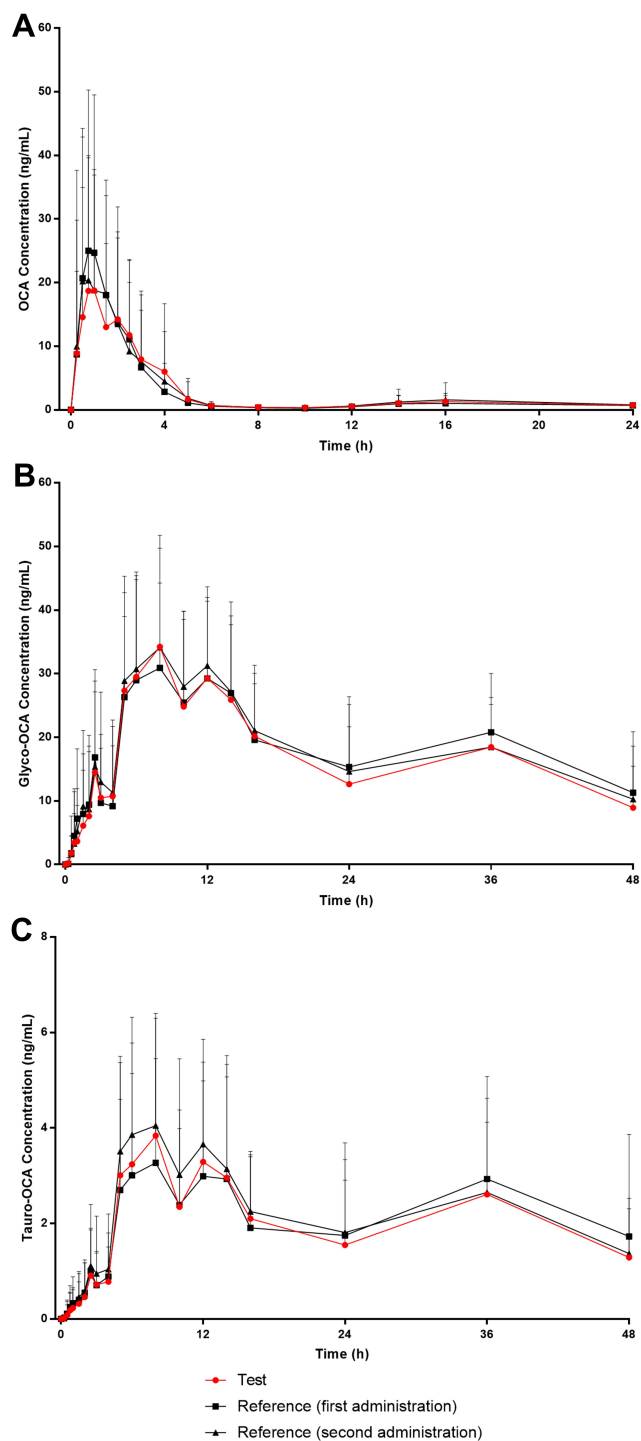 A
OCA Concentration (ng/mL)
60
50
40
30
20
10
0
0 4 8 12 16 20 24
Time (h)
B
Glyco-OCA Concentration (ng/mL)
60
50
40
30
20
10
0
0 12 24 36 48
Time (h)
C
Tauro-OCA Concentration (ng/mL)
8
6
4
2
0
0 12 24 36 48
Time (h)
Test
Reference (first administration)
Reference (second administration)